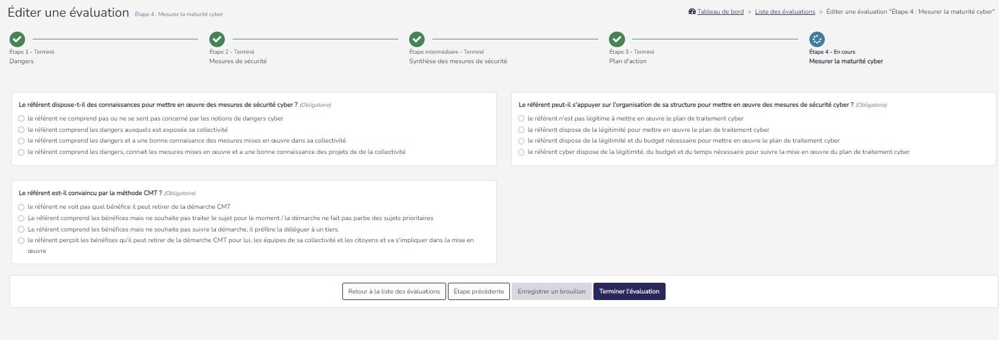 Éditer une évaluation Étape 4 : Mesurer la maturité cyber
Tableau de bord > Liste des évaluations > Éditer une évaluation "Étape 4 : Mesurer la maturité cyber"
Étape 1 - Terminé
Dangers
Étape 2 - Terminé
Mesures de sécurité
Étape intermédiaire - Terminé
Synthèse des mesures de sécurité
Étape 3 - Terminé
Plan d'action
Étape 4 - En cours
Mesurer la maturité cyber
Le référent dispose-t-il des connaissances pour mettre en œuvre des mesures de sécurité cyber ? (Obligatoire)
le référent ne comprend pas ou ne se sent pas concerné par les notions de dangers cyber
le référent comprend les dangers auxquels est exposée sa collectivité
le référent comprend les dangers et a une bonne connaisance des mesures mises en œuvre dans sa collectivité
le référent comprend les dangers, connait les mesures mises en œuvre et a une bonne connaissance des projets de de la collectivité
Le référent peut-il s'appuyer sur l'organisation de sa structure pour mettre en œuvre des mesures de sécurité cyber ? (Obligatoire)
le référent n'est pas légitime à mettre en œuvre le plan de traitement cyber
le référent dispose de la légitimité pour mettre en œuvre le plan de traitement cyber
le référent dispose de la légitimité et du budget nécessaire pour mettre en œuvre le plan de traitement cyber
le référent cyber dispose de la légitimité, du budget et du temps nécessaire pour suivre la mise en œuvre du plan de traitement cyber
Le référent est-il convaincu par la méthode CMT ? (Obligatoire)
le référent ne voit pas quel bénéfice il peut retirer de la démarche CMT
Le référent comprend les bénéfices mais ne souhaite pas traiter le sujet pour le moment / la démarche ne fait pas partie des sujets prioritaires
Le référent comprend les bénéfices mais ne souhaite pas suivre la démarche, il préfère la déléguer à un tiers.
le référent perçoit les bénéfices qu'il peut retirer de la démarche CMT pour lui, les équipes de sa collectivité et les citoyens et va s'impliquer dans la mise en
œuvre
Retour à la liste des évaluations
Étape précédente
Enregistrer un brouillon
Terminer l'évaluation